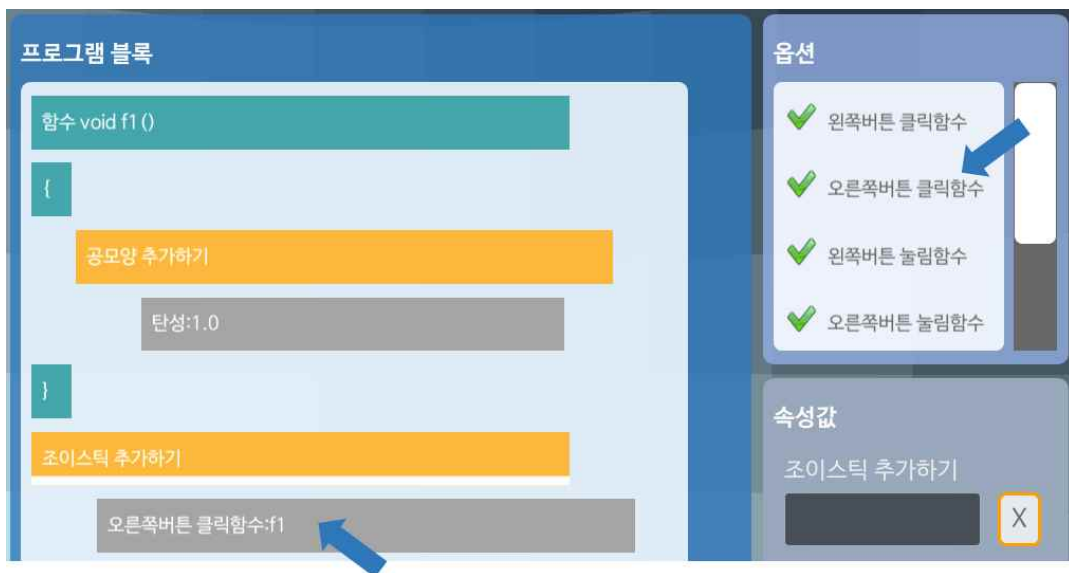 프로그램 블록
함수 void f1 ()
{
공모양 추가하기
탄성:1.0
}
조이스틱 추가하기
오른쪽버튼 클릭함수:f1
옵션
왼쪽버튼 클릭함수
오른쪽버튼 클릭함수
왼쪽버튼 눌림함수
오른쪽버튼 눌림함수
속성값
조이스틱 추가하기
X